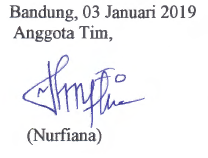 Bandung, 03 Januari 2019
Anggota Tim,
(Nurfiana)